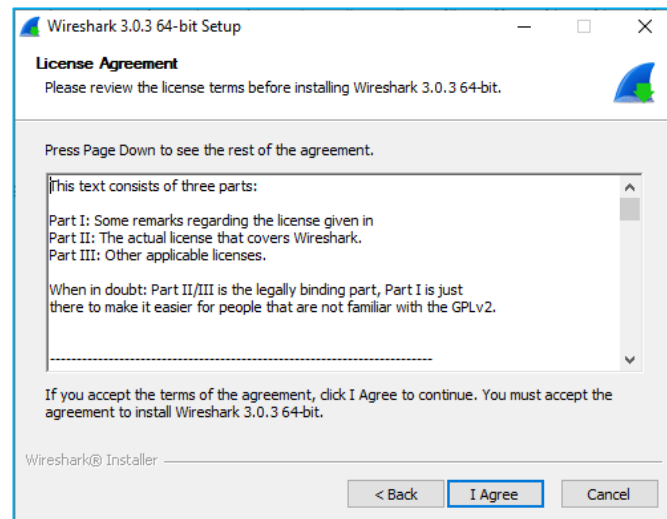 Wireshark 3.0.3 64-bit Setup
License Agreement
Please review the license terms before installing Wireshark 3.0.3 64-bit.
Press Page Down to see the rest of the agreement.
This text consists of three parts:
Part I: Some remarks regarding the license given in
Part II: The actual license that covers Wireshark.
Part III: Other applicable licenses.
When in doubt: Part II/III is the legally binding part, Part I is just
there to make it easier for people that are not familiar with the GPLv2.
--------------------------------------------------------------------------
If you accept the terms of the agreement, click I Agree to continue. You must accept the
agreement to install Wireshark 3.0.3 64-bit.
Wireshark® Installer
< Back I Agree Cancel